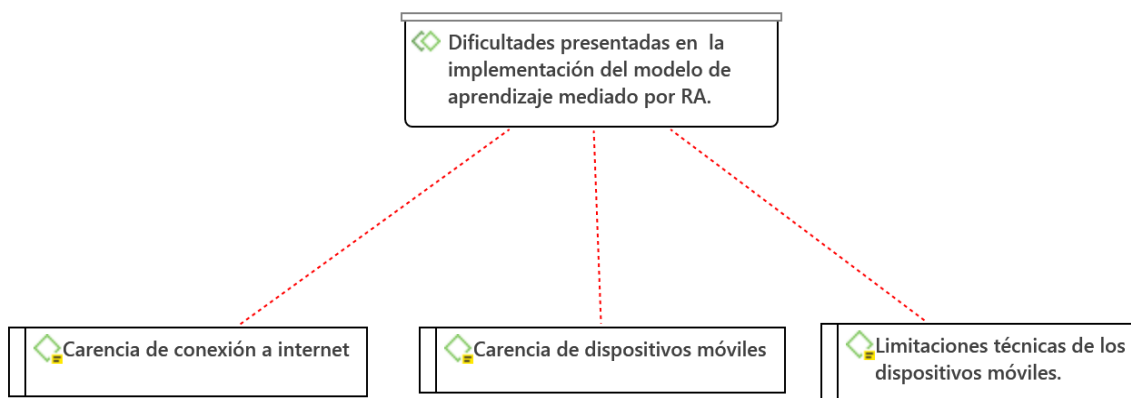 Dificultades presentadas en la
implementación del modelo de
aprendizaje mediado por RA.
Carencia de conexión a internet
Carencia de dispositivos móviles
Limitaciones técnicas de los
dispositivos móviles.